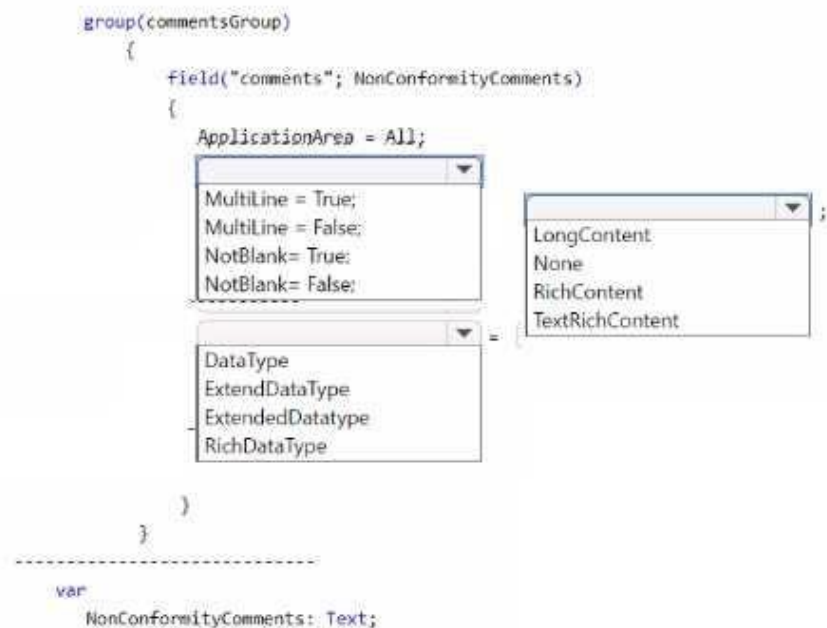 group(commentsGroup)
{
field("comments"; NonConformityComments)
{
ApplicationArea = All;
MultiLine = True;
MultiLine = False;
NotBlank= True:
NotBlank= False;
DataType
ExtendDataType
ExtendedDatatype
RichDataType
=
LongContent
None
RichContent
TextRichContent
;
}
}
------------------------------
var
NonConformityComments: Text;